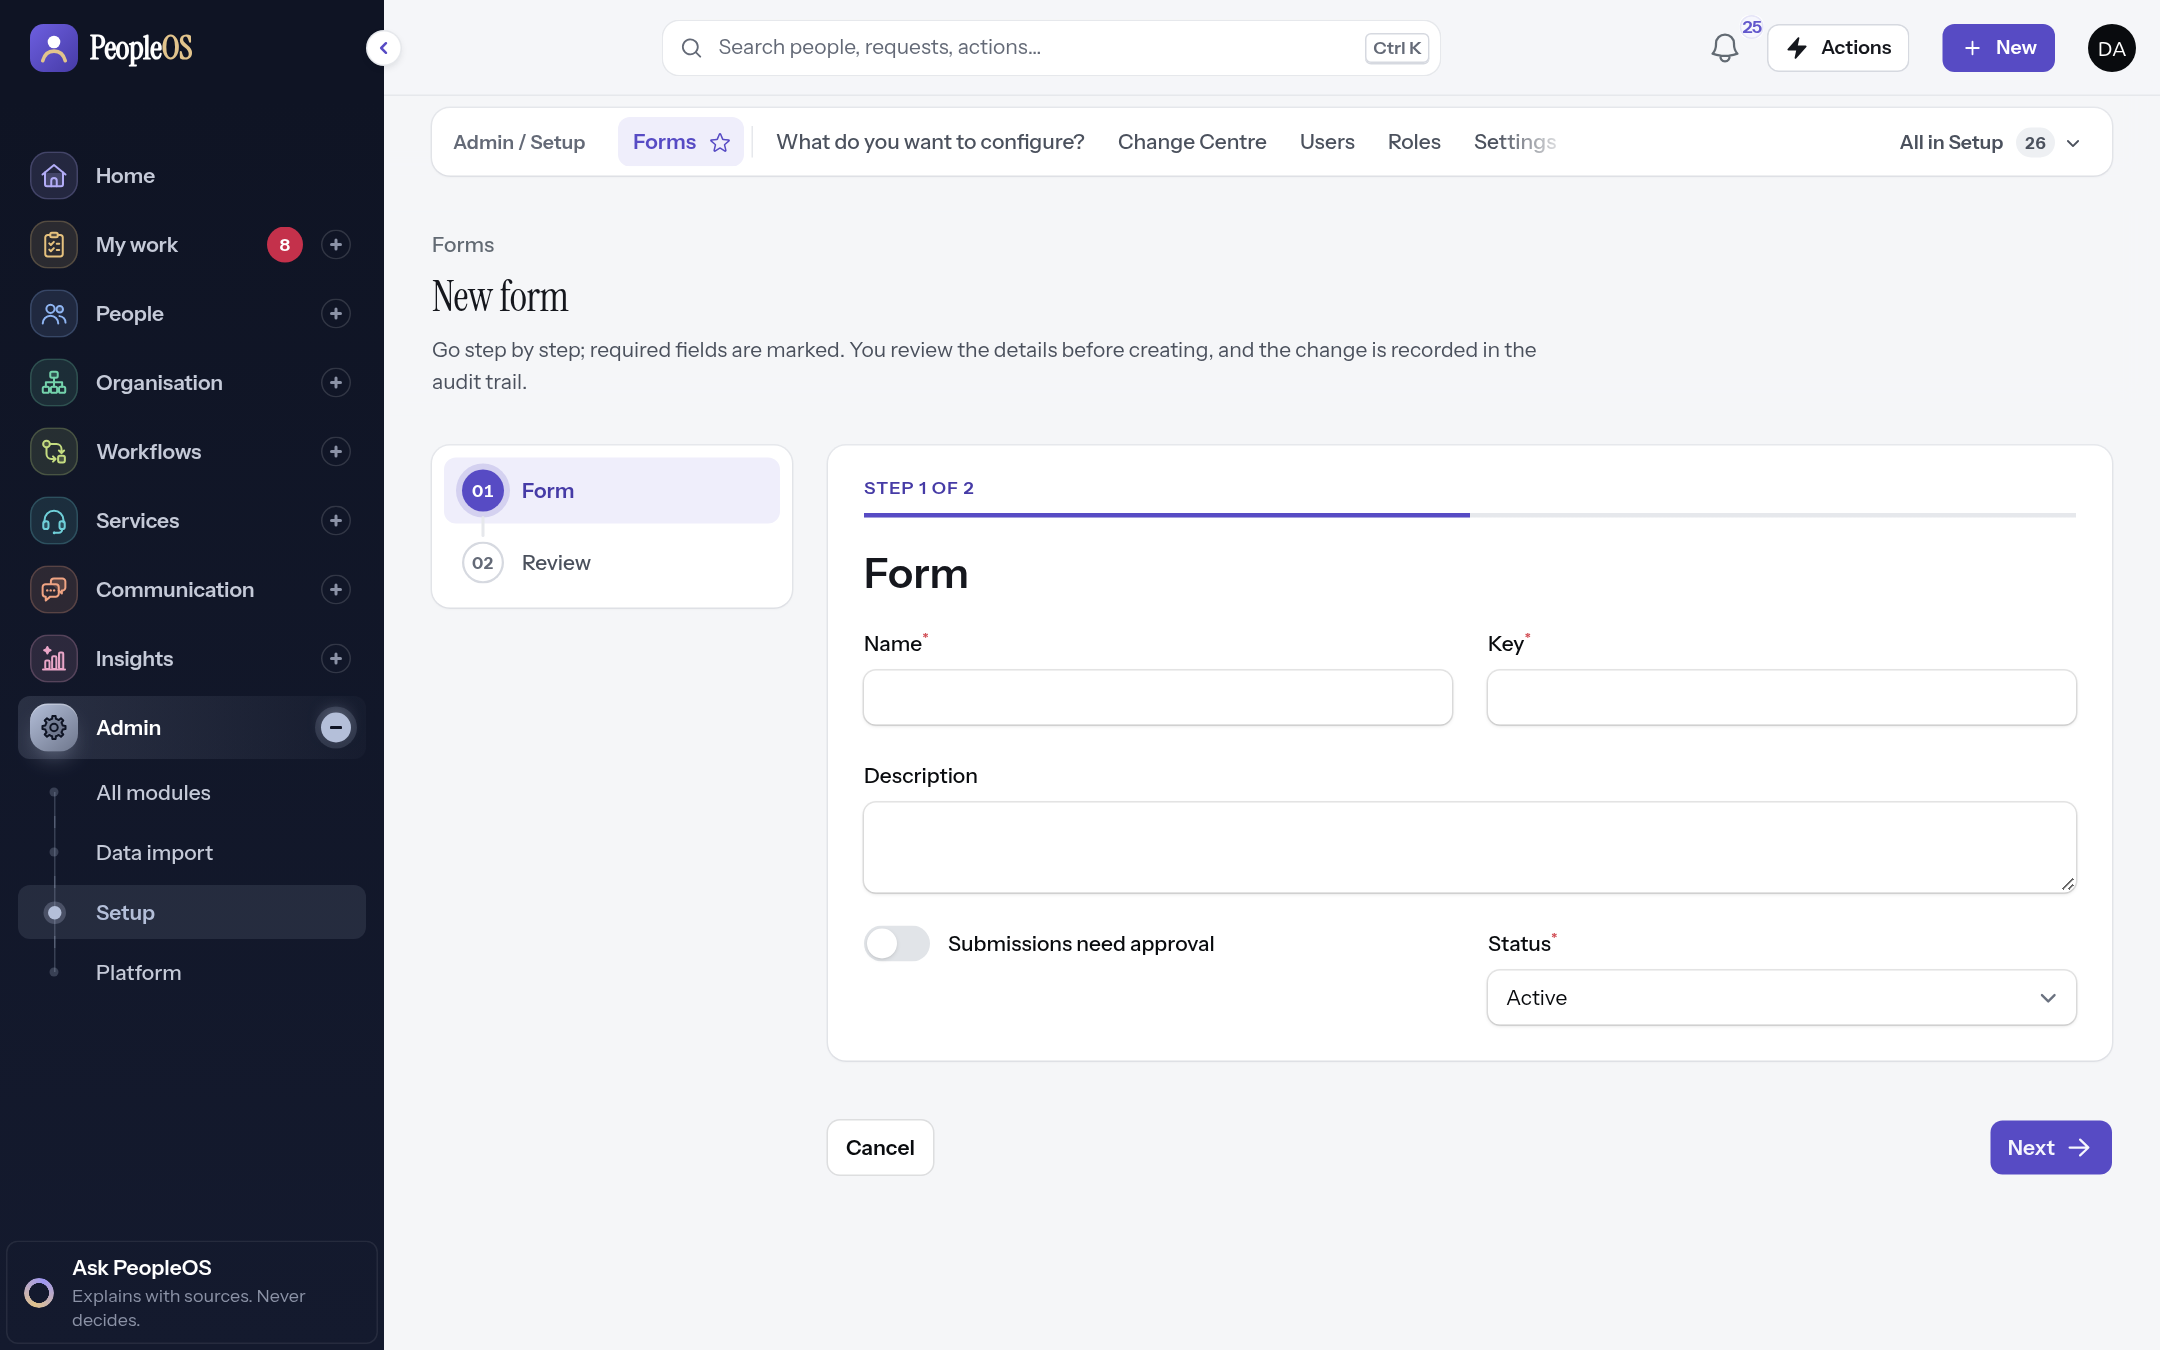 PeopleOS
Search people, requests, actions...
Ctrl K
25
Actions
New
DA
Home
My work
8
People
Organisation
Workflows
Services
Communication
Insights
Admin
All modules
Data import
Setup
Platform
Ask PeopleOS
Explains with sources. Never
decides.
Admin / Setup
Forms
What do you want to configure?
Change Centre
Users
Roles
Settings
All in Setup
26
Forms
New form
Go step by step; required fields are marked. You review the details before creating, and the change is recorded in the
audit trail.
01
Form
02
Review
STEP 1 OF 2
Form
Name*
Key*
Description
Submissions need approval
Status*
Active
Cancel
Next